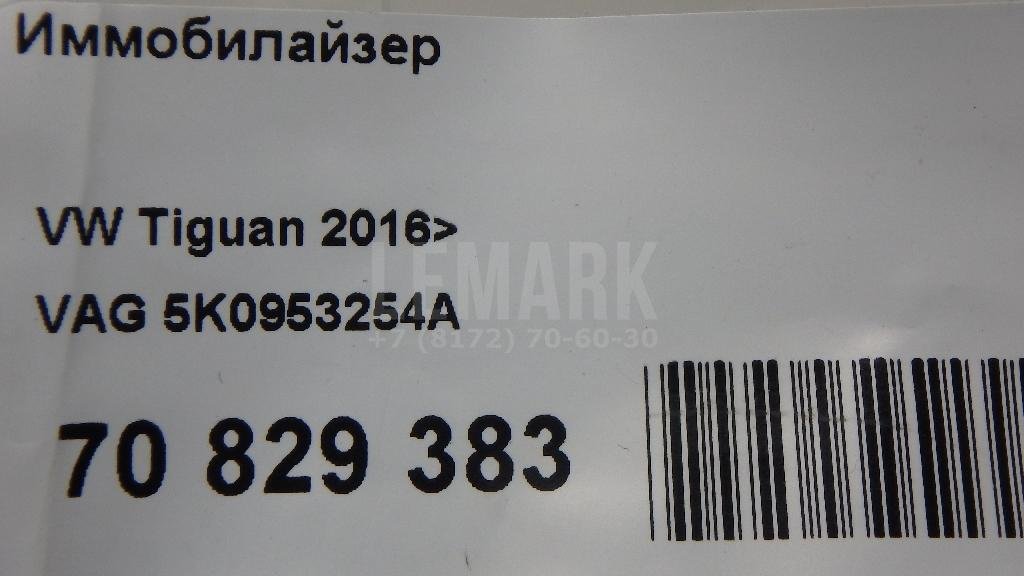 Иммобилайзер
VW Tiguan 2016>
LEMARK
VAG 5K0953254A
+7 (8172) 70-60-30
70 829 383